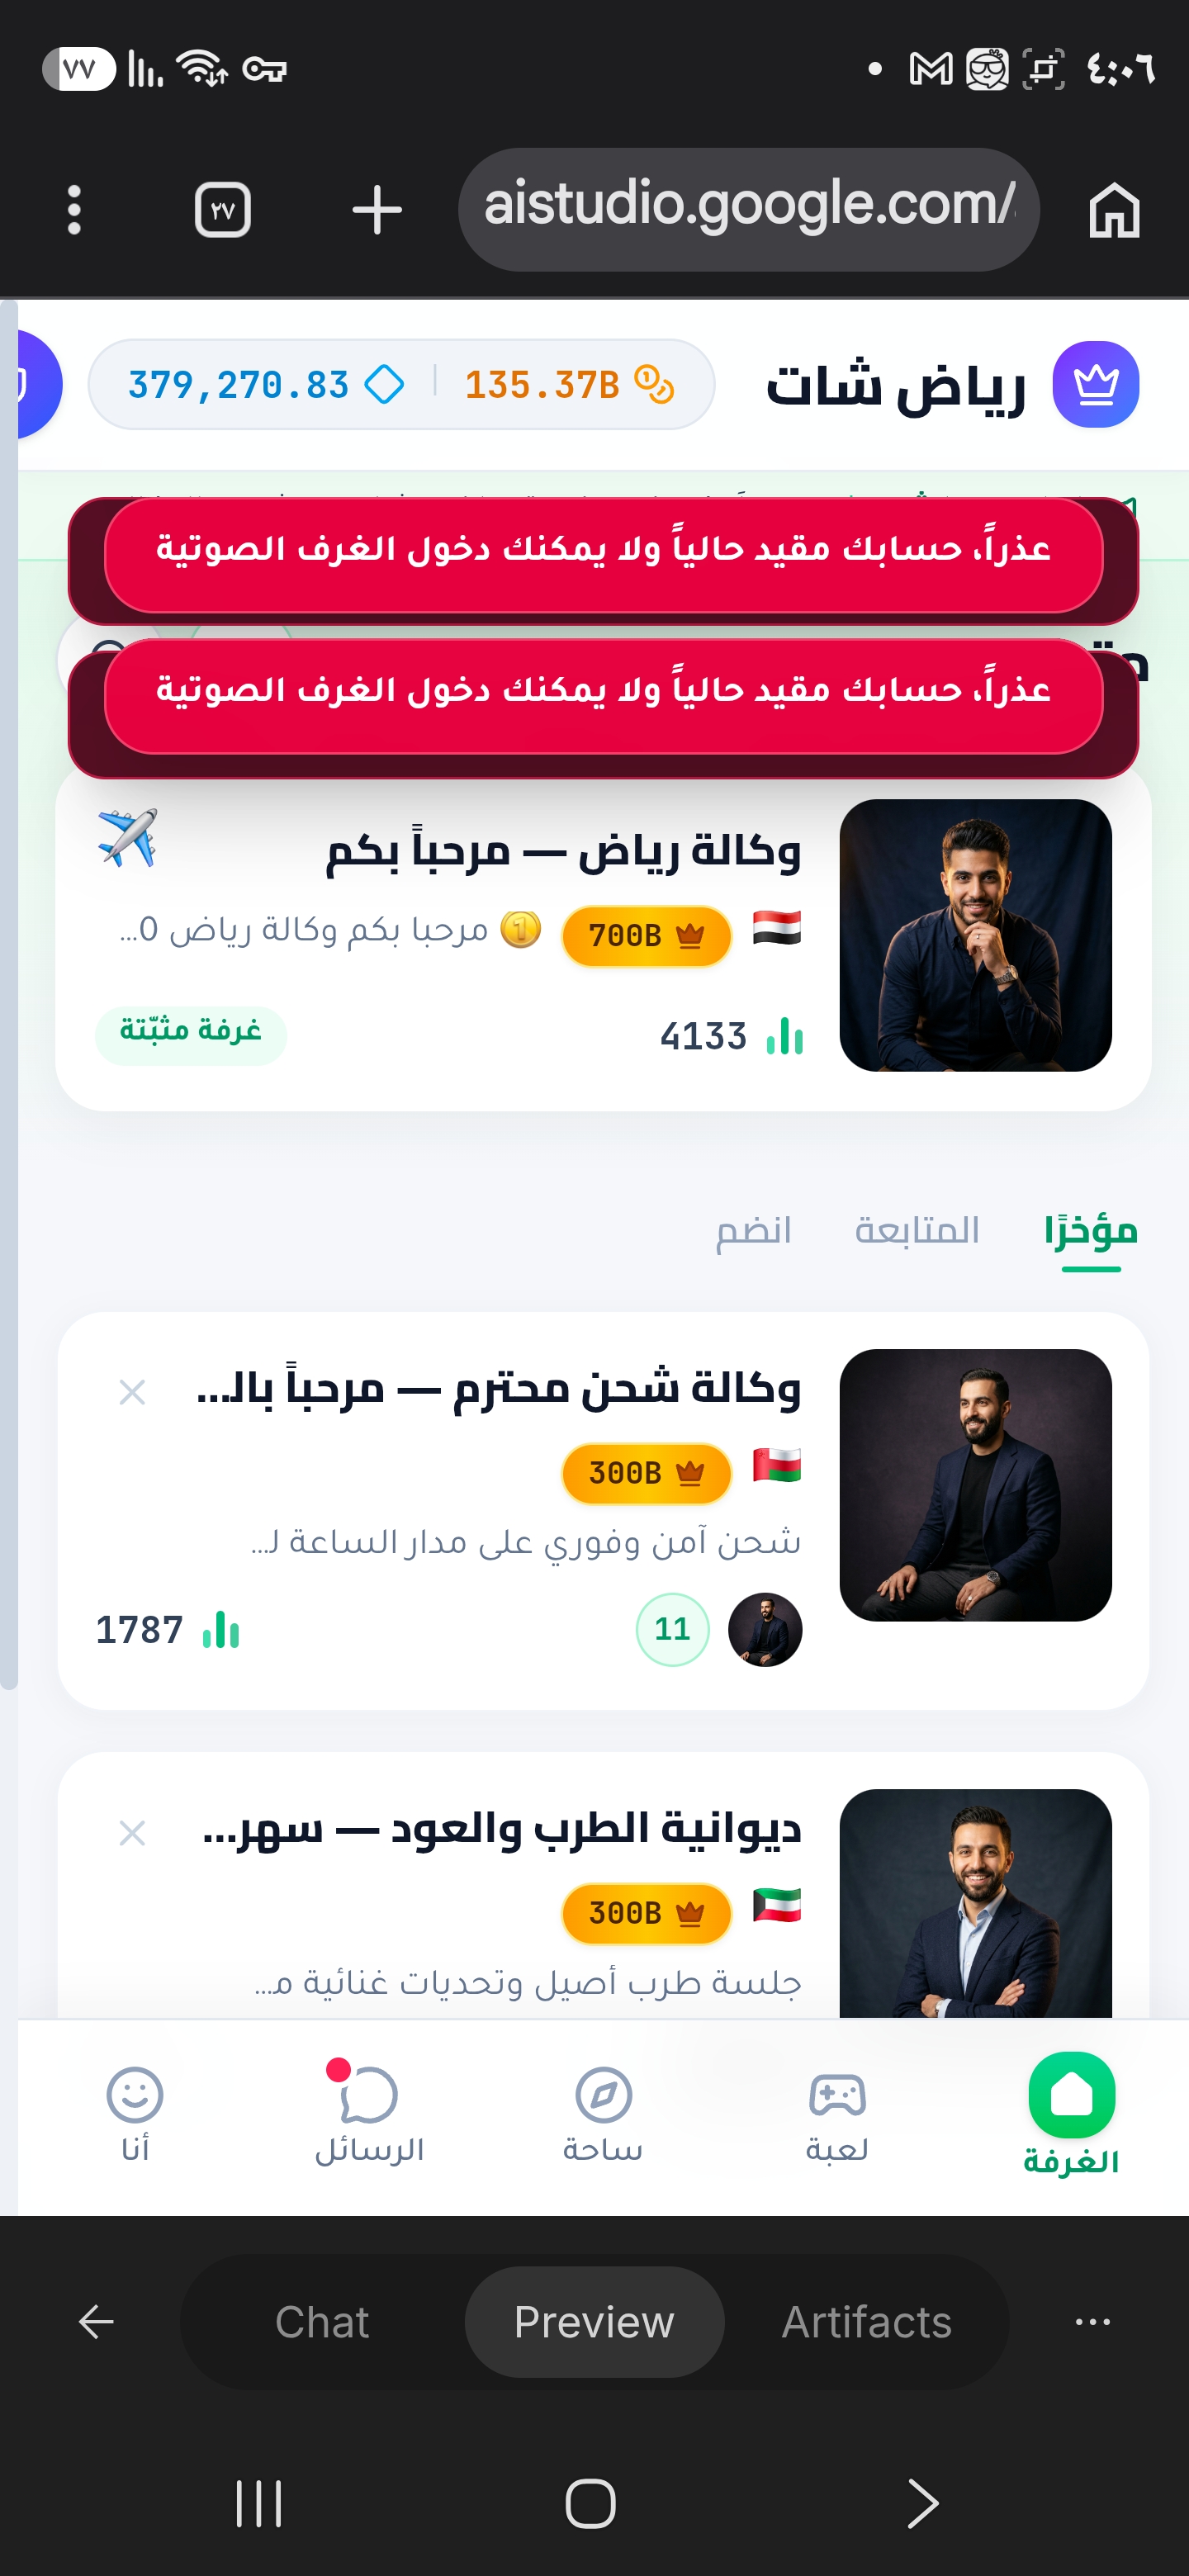 ٤:٠٦
٧٧
aistudio.google.com/
٢٧
رياض شات
135.37B
379,270.83
عذراً، حسابك مقيد حالياً ولا يمكنك دخول الغرف الصوتية
عذراً، حسابك مقيد حالياً ولا يمكنك دخول الغرف الصوتية
وكالة رياض — مرحباً بكم
700B
مرحبا بكم وكالة رياض 0...
4133
غرفة مثبّتة
مؤخرًا
المتابعة
انضم
وكالة شحن محترم — مرحباً بالـ...
300B
شحن آمن وفوري على مدار الساعة لـ...
11
1787
ديوانية الطرب والعود — سهر...
300B
جلسة طرب أصيل وتحديات غنائية مـ...
الغرفة
لعبة
ساحة
الرسائل
أنا
Chat
Preview
Artifacts